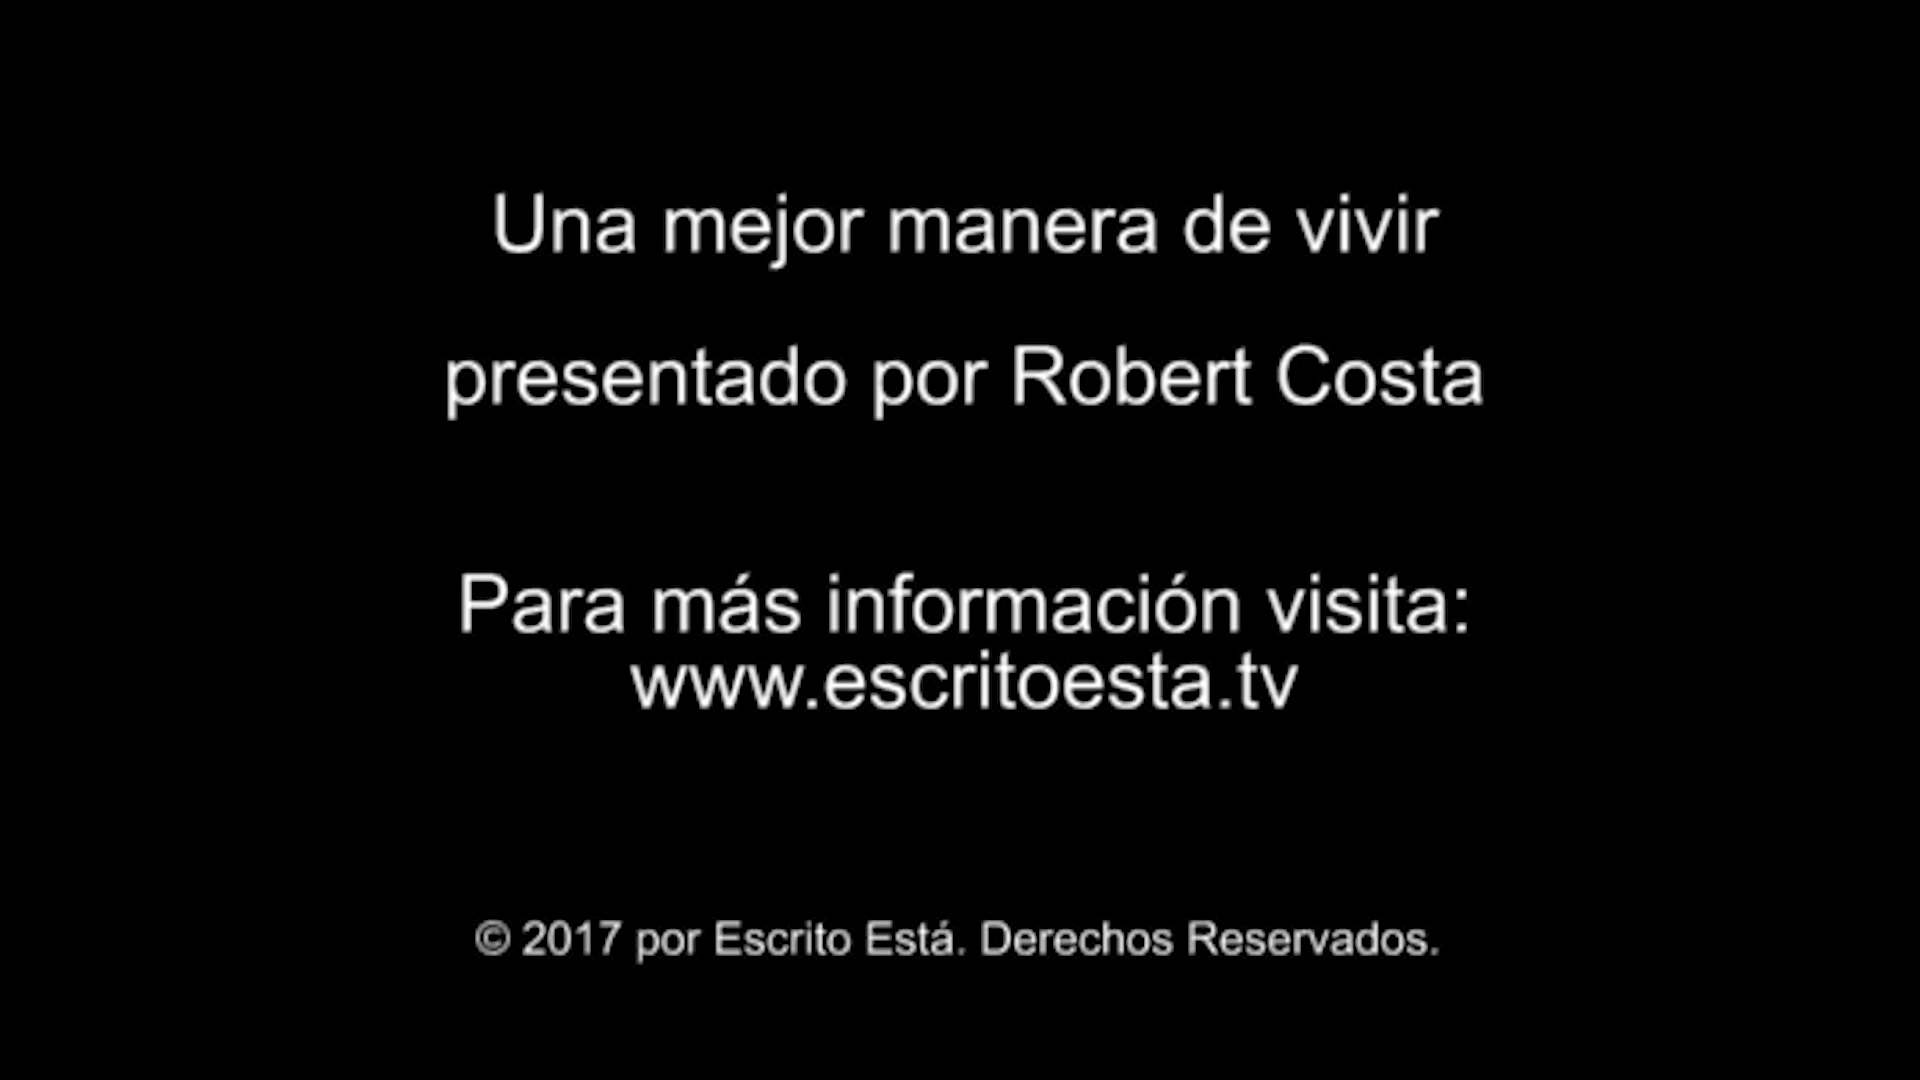 Una mejor manera de vivir
presentado por Robert Costa
Para más información visita:
www.escritoesta.tv
© 2017 por Escrito Está. Derechos Reservados.